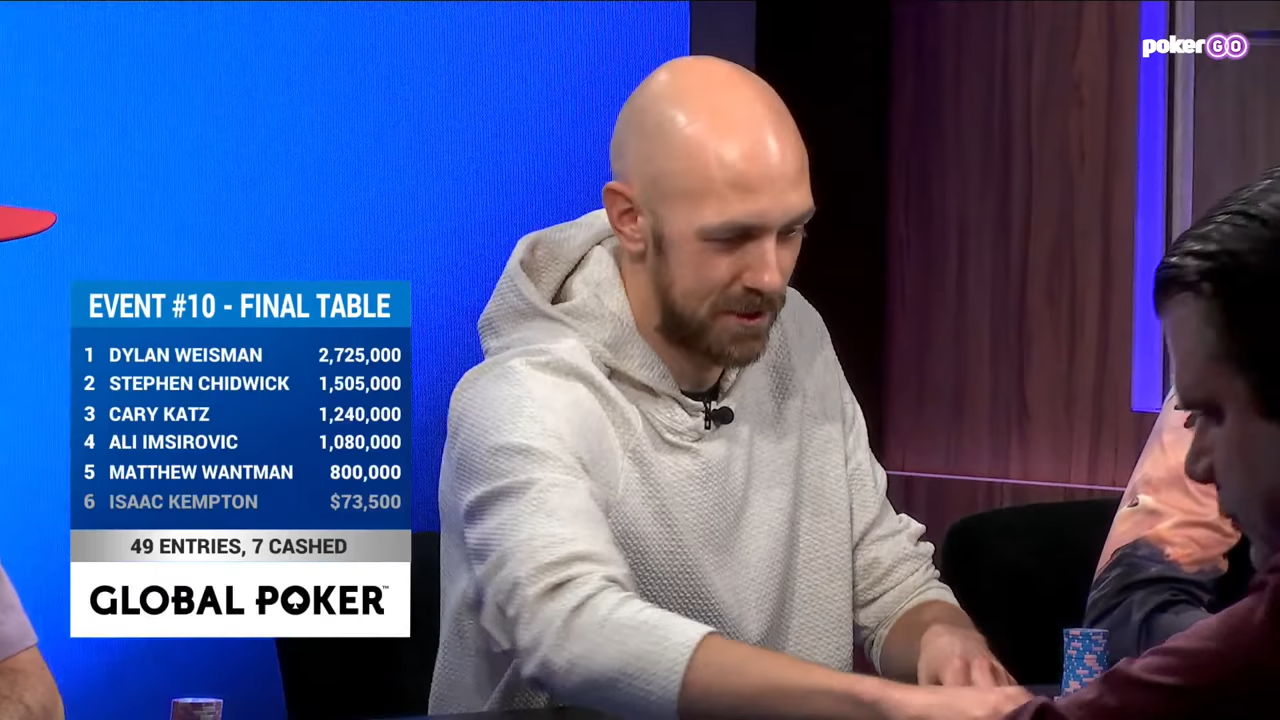 pokerGO
EVENT #10 - FINAL TABLE
1 DYLAN WEISMAN 2,725,000
2 STEPHEN CHIDWICK 1,505,000
3 CARY KATZ 1,240,000
4 ALI IMSIROVIC 1,080,000
5 MATTHEW WANTMAN 800,000
6 ISAAC KEMPTON $73,500
49 ENTRIES, 7 CASHED
GLOBAL POKER™